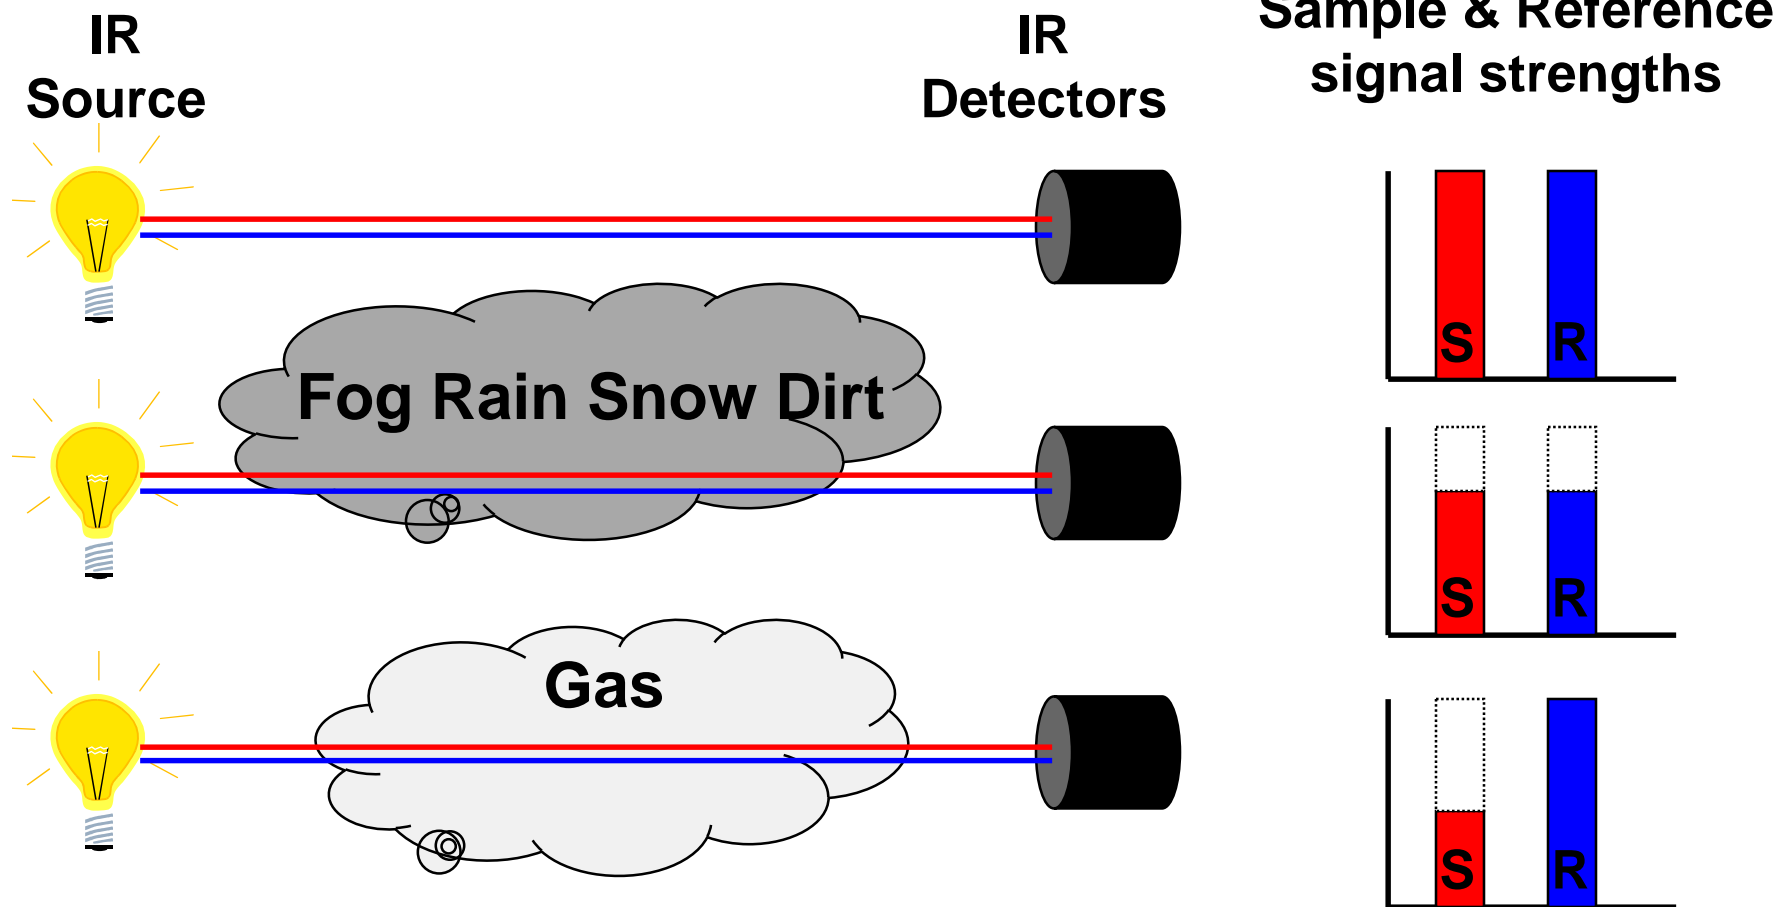 IR
Source
IR
Detectors
Sample & Reference
signal strengths
S R
Fog Rain Snow Dirt
S R
Gas
S R